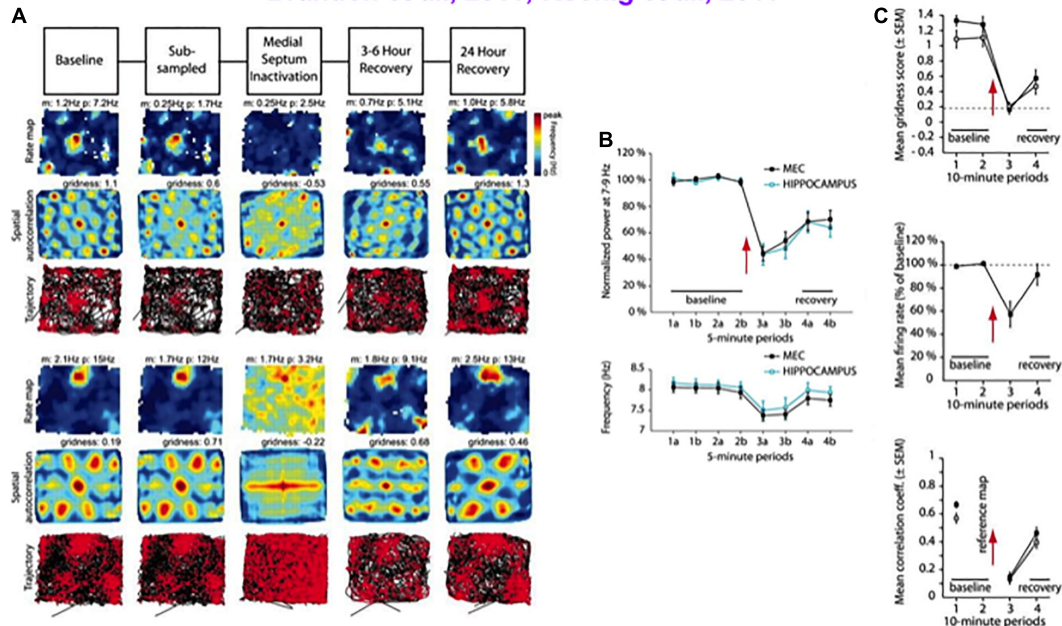 A
Baseline
Sub-
sampled
Medial
Septum
Inactivation
3-6 Hour
Recovery
24 Hour
Recovery
m: 1.2Hz p: 7.2Hz
m: 0.25Hz p: 1.7Hz
m: 0.25Hz p: 2.5Hz
m: 0.7Hz p: 5.1Hz
m: 1.0Hz p: 5.8Hz
Rate map
peak
Frequency (Hz)
0
gridness: 1.1
gridness: 0.6
gridness: -0.53
gridness: 0.55
gridness: 1.3
Spatial
autocorrelation
Trajectory
m: 2.1Hz p: 15Hz
m: 1.7Hz p: 12Hz
m: 1.7Hz p: 3.2Hz
m: 1.8Hz p: 9.1Hz
m: 2.5Hz p: 13Hz
Rate map
gridness: 0.19
gridness: 0.71
gridness: -0.22
gridness: 0.68
gridness: 0.46
Spatial
autocorrelation
Trajectory
B
Normalized power at 7-9 Hz
120 %
100 %
80 %
60 %
40 %
20 %
0 %
MEC
HIPPOCAMPUS
baseline
recovery
1a 1b 2a 2b 3a 3b 4a 4b
5-minute periods
Frequency (Hz)
8.5
8
7.5
7
MEC
HIPPOCAMPUS
1a 1b 2a 2b 3a 3b 4a 4b
5-minute periods
C
Mean gridness score (± SEM)
1.4
1.2
1
0.8
0.6
0.4
0.2
0
- 0.2
- 0.4
baseline
recovery
1 2 3 4
10-minute periods
Mean firing rate (% of baseline)
120 %
100 %
80 %
60 %
40 %
20 %
0
baseline
recovery
1 2 3 4
10-minute periods
Mean correlation coeff. (± SEM)
1
0.8
0.6
0.4
0.2
0
reference map
baseline
recovery
1 2 3 4
10-minute periods